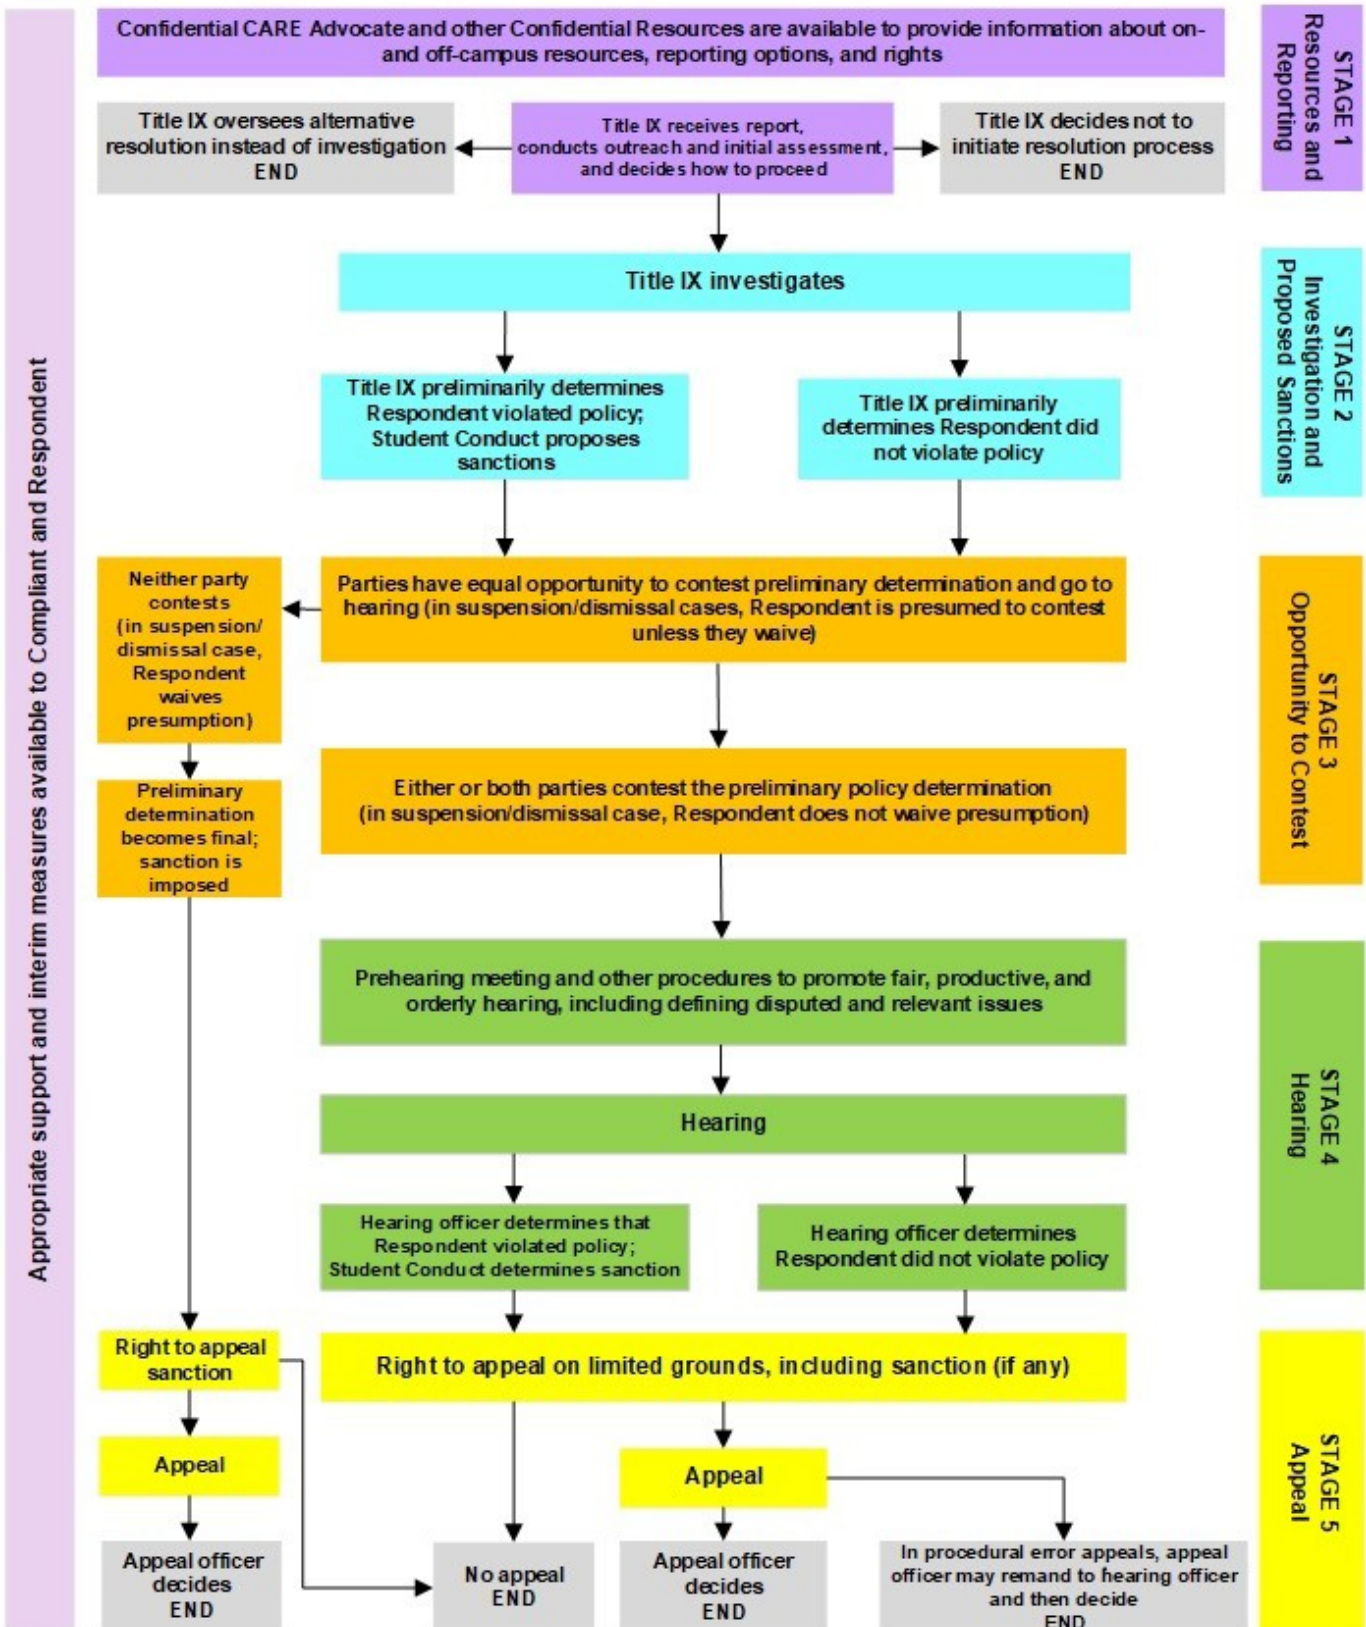 Confidential CARE Advocate and other Confidential Resources are available to provide information about on-
and off-campus resources, reporting options, and rights
STAGE 1
Resources and
Reporting
Title IX oversees alternative
resolution instead of investigation
END
Title IX receives report,
conducts outreach and initial assessment,
and decides how to proceed
Title IX decides not to
initiate resolution process
END
Appropriate support and interim measures available to Compliant and Respondent
Title IX investigates
STAGE 2
Investigation and
Proposed Sanctions
Title IX preliminarily determines
Respondent violated policy;
Student Conduct proposes
sanctions
Title IX preliminarily
determines Respondent did
not violate policy
Neither party
contests
(in suspension/
dismissal case,
Respondent
waives
presumption)
Parties have equal opportunity to contest preliminary determination and go to
hearing (in suspension/dismissal cases, Respondent is presumed to contest
unless they waive)
STAGE 3
Opportunity to Contest
Preliminary
determination
becomes final;
sanction is
imposed
Either or both parties contest the preliminary policy determination
(in suspension/dismissal case, Respondent does not waive presumption)
Prehearing meeting and other procedures to promote fair, productive, and
orderly hearing, including defining disputed and relevant issues
STAGE 4
Hearing
Hearing
Hearing officer determines that
Respondent violated policy;
Student Conduct determines sanction
Hearing officer determines
Respondent did not violate policy
Right to appeal
sanction
Right to appeal on limited grounds, including sanction (if any)
STAGE 5
Appeal
Appeal
Appeal
Appeal officer
decides
END
No appeal
END
Appeal officer
decides
END
In procedural error appeals, appeal
officer may remand to hearing officer
and then decide
END